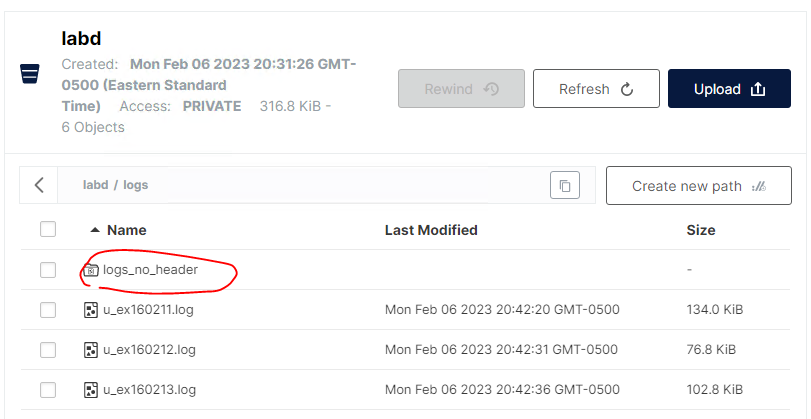 labd
Created: Mon Feb 06 2023 20:31:26 GMT-
0500 (Eastern Standard
Time) Access: PRIVATE 316.8 KiB -
6 Objects
Rewind
Refresh
Upload
labd / logs
Create new path
Name Last Modified Size
logs_no_header -
u_ex160211.log Mon Feb 06 2023 20:42:20 GMT-0500 134.0 KiB
u_ex160212.log Mon Feb 06 2023 20:42:31 GMT-0500 76.8 KiB
u_ex160213.log Mon Feb 06 2023 20:42:36 GMT-0500 102.8 KiB